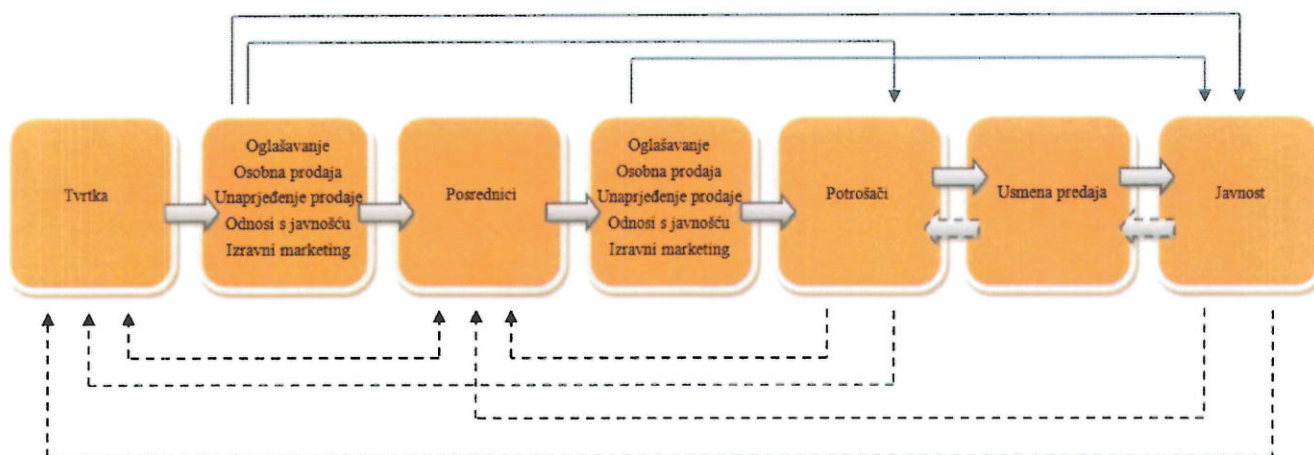 Tvrtka
Oglašavanje
Osobna prodaja
Unaprjeđenje prodaje
Odnosi s javnošću
Izravni marketing
Posrednici
Oglašavanje
Osobna prodaja
Unaprjeđenje prodaje
Odnosi s javnošću
Izravni marketing
Potrošači
Usmena predaja
Javnost